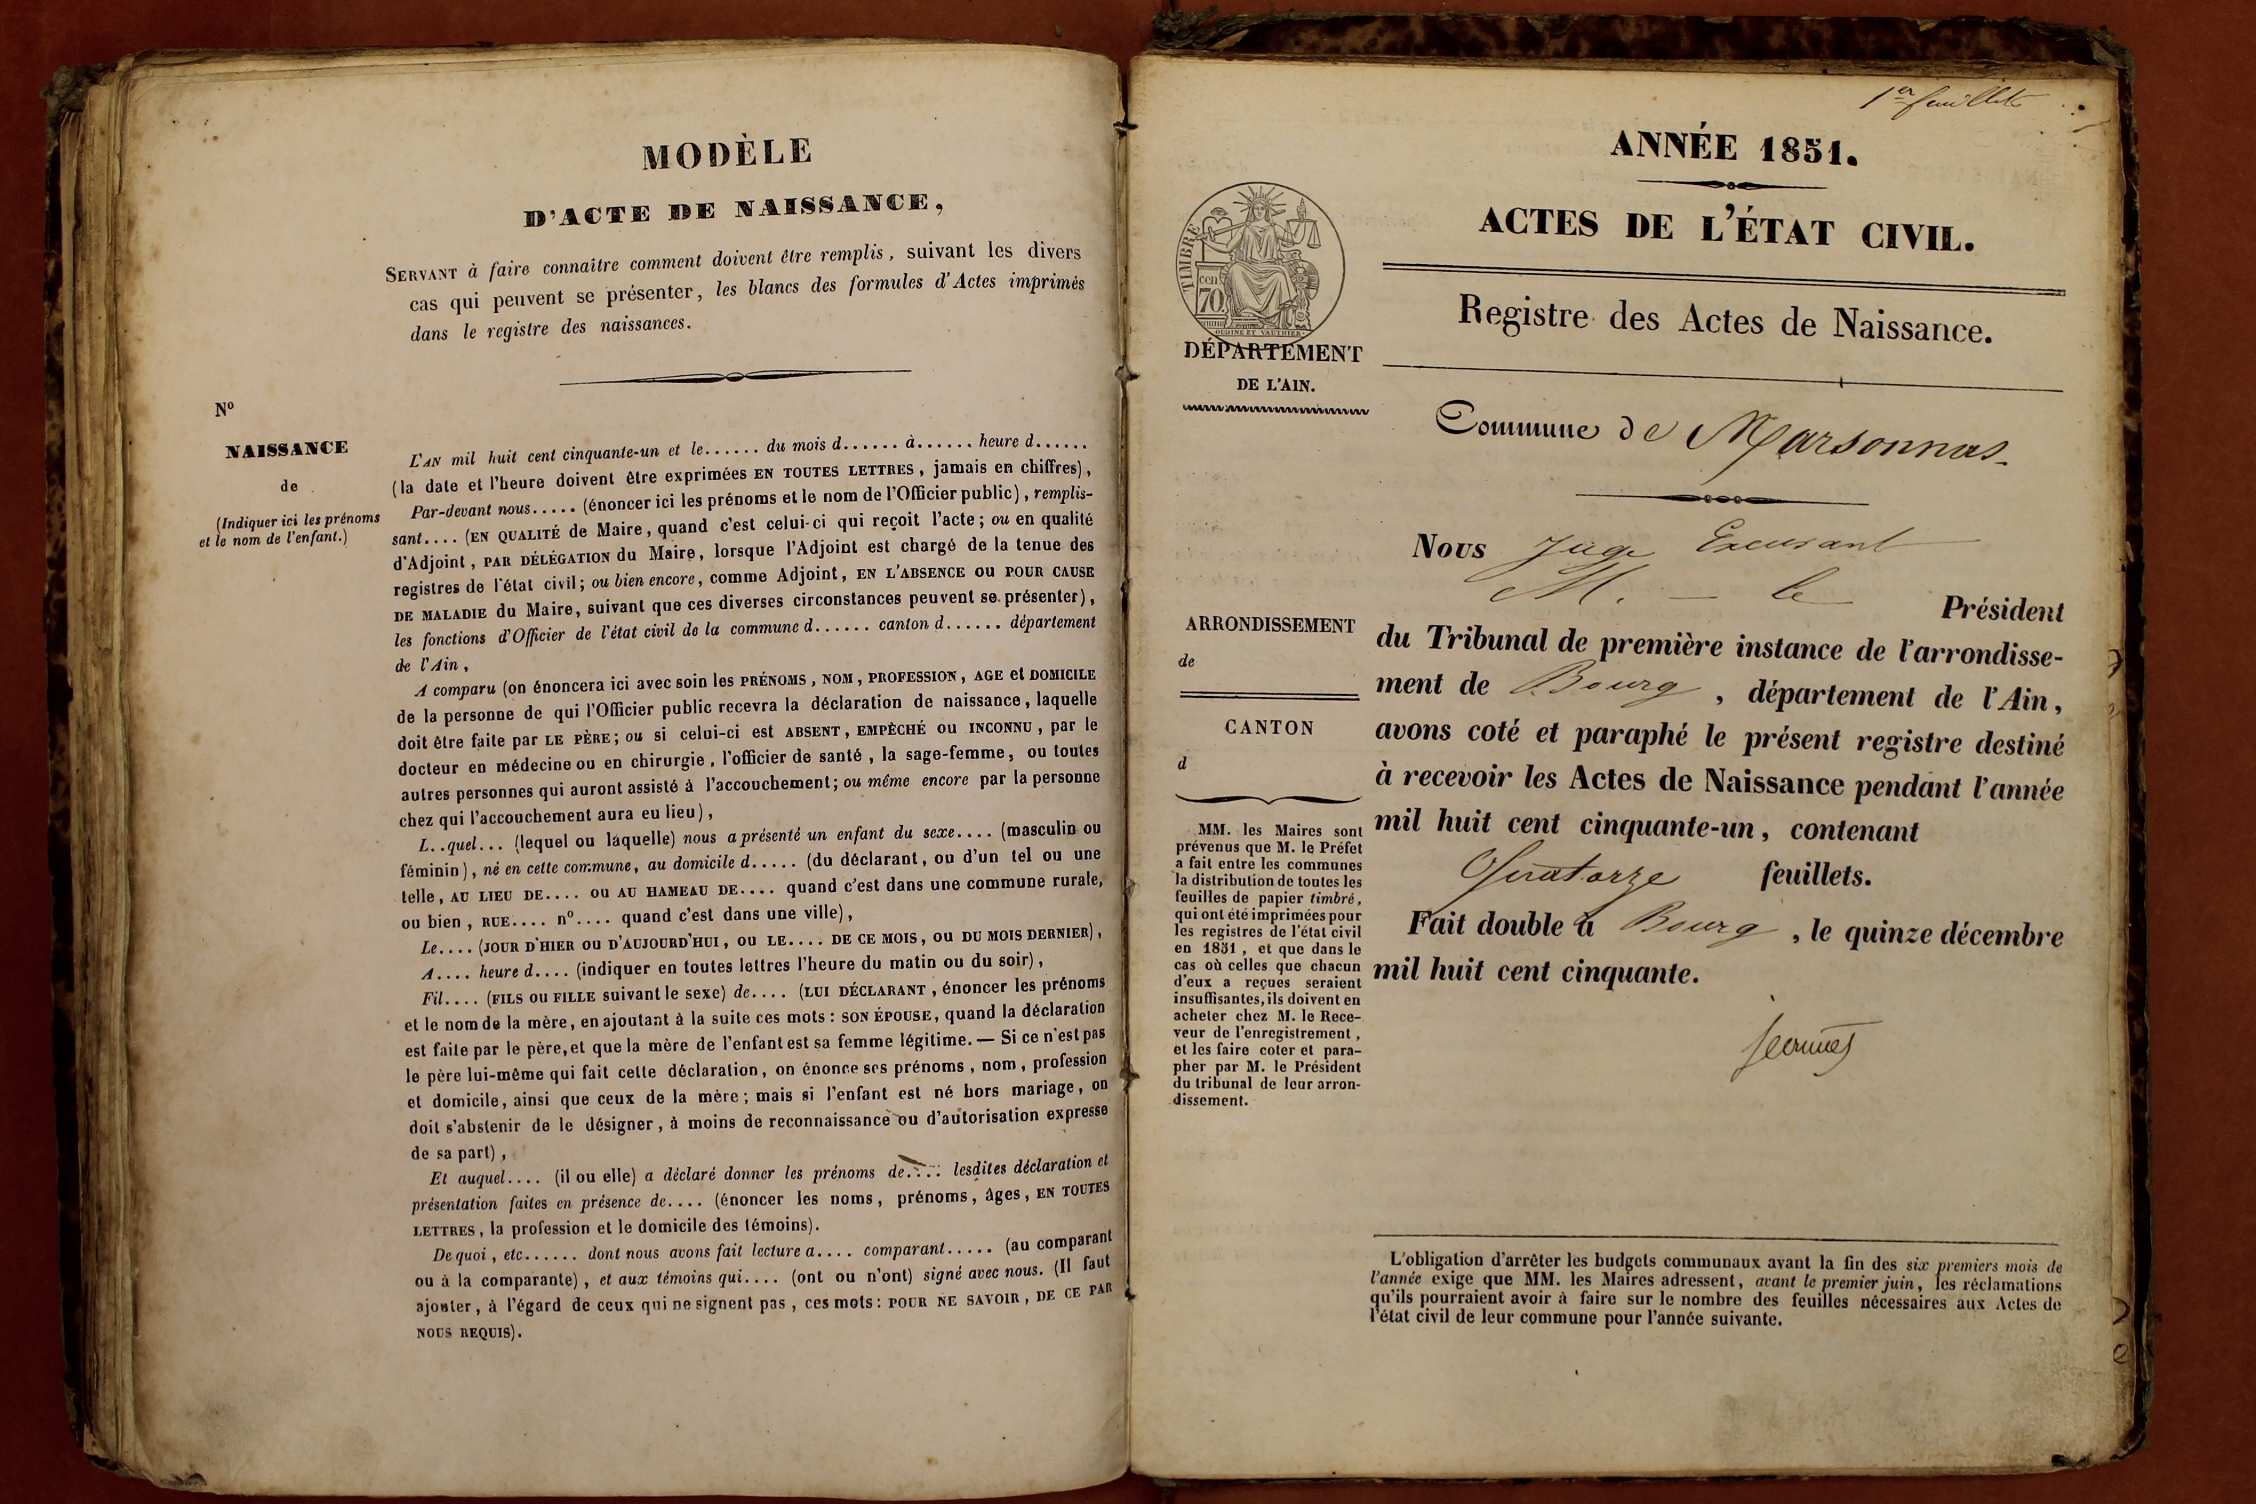 MODÈLE
D'ACTE DE NAISSANCE,
SERVANT à faire connaître comment doivent être remplis, suivant les divers
cas qui peuvent se présenter, les blancs des formules d'Actes imprimés
dans le registre des naissances.
N°
NAISSANCE
de
(Indiquer ici les prénoms
et le nom de l'enfant.)
L'AN mil huit cent cinquante-un et le...... du mois d...... à...... heure d......
(la date et l'heure doivent être exprimées EN TOUTES LETTRES, jamais en chiffres),
Par-devant nous..... (énoncer ici les prénoms et le nom de l'Officier public), remplis-
sant.... (EN QUALITÉ de Maire, quand c'est celui-ci qui reçoit l'acte; ou en qualité
d'Adjoint, PAR DÉLÉGATION du Maire, lorsque l'Adjoint est chargé de la tenue des
registres de l'état civil; ou bien encore, comme Adjoint, EN L'ABSENCE ou POUR CAUSE
DE MALADIE du Maire, suivant que ces diverses circonstances peuvent se présenter),
les fonctions d'Officier de l'état civil de la commune d...... canton d...... département
de l'Ain,
A comparu (on énoncera ici avec soin les PRÉNOMS, NOM, PROFESSION, AGE et DOMICILE
de la personne de qui l'Officier public recevra la déclaration de naissance, laquelle
doit être faite par LE PÈRE; ou si celui-ci est ABSENT, EMPÊCHÉ ou INCONNU, par le
docteur en médecine ou en chirurgie, l'officier de santé, la sage-femme, ou toutes
autres personnes qui auront assisté à l'accouchement; ou même encore par la personne
chez qui l'accouchement aura eu lieu),
L..quel... (lequel ou laquelle) nous a présenté un enfant du sexe.... (masculin ou
féminin), né en cette commune, au domicile d..... (du déclarant, ou d'un tel ou une
telle, AU LIEU DE.... ou AU HAMEAU DE.... quand c'est dans une commune rurale,
ou bien, RUE.... n°.... quand c'est dans une ville),
Le.... (JOUR D'HIER OU D'AUJOURD'HUI, OU LE.... DE CE MOIS, OU DU MOIS DERNIER),
A.... heure d.... (indiquer en toutes lettres l'heure du matin ou du soir),
Fil.... (FILS ou FILLE suivant le sexe) de.... (LUI DÉCLARANT, énoncer les prénoms
et le nom de la mère, en ajoutant à la suite ces mots: SON ÉPOUSE, quand la déclaration
est faite par le père, et que la mère de l'enfant est sa femme légitime. — Si ce n'est pas
le père lui-même qui fait cette déclaration, on énonce ses prénoms, nom, profession
et domicile, ainsi que ceux de la mère; mais si l'enfant est né hors mariage, on
doit s'abstenir de le désigner, à moins de reconnaissance ou d'autorisation expresse
de sa part),
Et auquel.... (il ou elle) a déclaré donner les prénoms de.... lesdites déclaration et
présentation faites en présence de.... (énoncer les noms, prénoms, âges, EN TOUTES
LETTRES, la profession et le domicile des témoins).
De quoi, etc...... dont nous avons fait lecture a.... comparant..... (au comparant
ou à la comparante), et aux témoins qui.... (ont ou n'ont) signé avec nous. (Il faut
ajouter, à l'égard de ceux qui ne signent pas, ces mots: POUR NE SAVOIR, DE CE PAR
NOUS REQUIS).
1er feuillet
ANNÉE 1851.
ACTES DE L'ÉTAT CIVIL.
Registre des Actes de Naissance.
TIMBRE
cen
70.
OUDINE ET VAUTHIER
DÉPARTEMENT
DE L'AIN.
Commune de Marsonnas
Nous Juge Excusant
M. — le Président
du Tribunal de première instance de l'arrondisse-
ment de Bourg, département de l'Ain,
avons coté et paraphé le présent registre destiné
à recevoir les Actes de Naissance pendant l'année
mil huit cent cinquante-un, contenant
Quatorze feuillets.
Fait double à Bourg, le quinze décembre
mil huit cent cinquante.
ARRONDISSEMENT
de
CANTON
d
MM. les Maires sont
prévenus que M. le Préfet
a fait entre les communes
la distribution de toutes les
feuilles de papier timbré,
qui ont été imprimées pour
les registres de l'état civil
en 1851, et que dans le
cas où celles que chacun
d'eux a reçues seraient
insuffisantes, ils doivent en
acheter chez M. le Rece-
veur de l'enregistrement,
et les faire coter et para-
pher par M. le Président
du tribunal de leur arron-
dissement.
L'obligation d'arrêter les budgets communaux avant la fin des six premiers mois de
l'année exige que MM. les Maires adressent, avant le premier juin, les réclamations
qu'ils pourraient avoir à faire sur le nombre des feuilles nécessaires aux Actes de
l'état civil de leur commune pour l'année suivante.